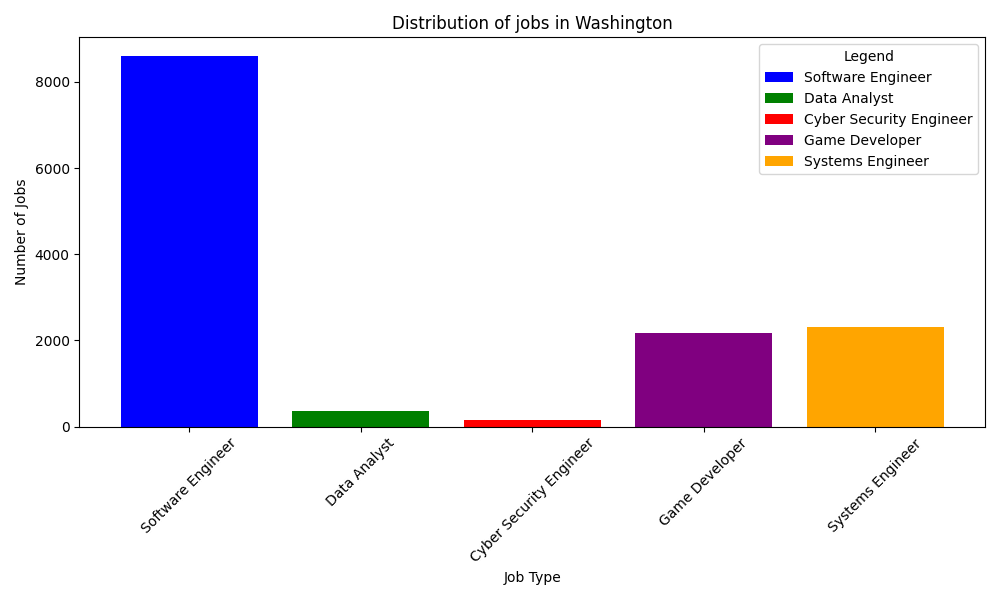 Distribution of jobs in Washington
Legend
Software Engineer
Data Analyst
Cyber Security Engineer
Game Developer
Systems Engineer
Number of Jobs
8000
6000
4000
2000
0
Software Engineer
Data Analyst
Cyber Security Engineer
Game Developer
Systems Engineer
Job Type